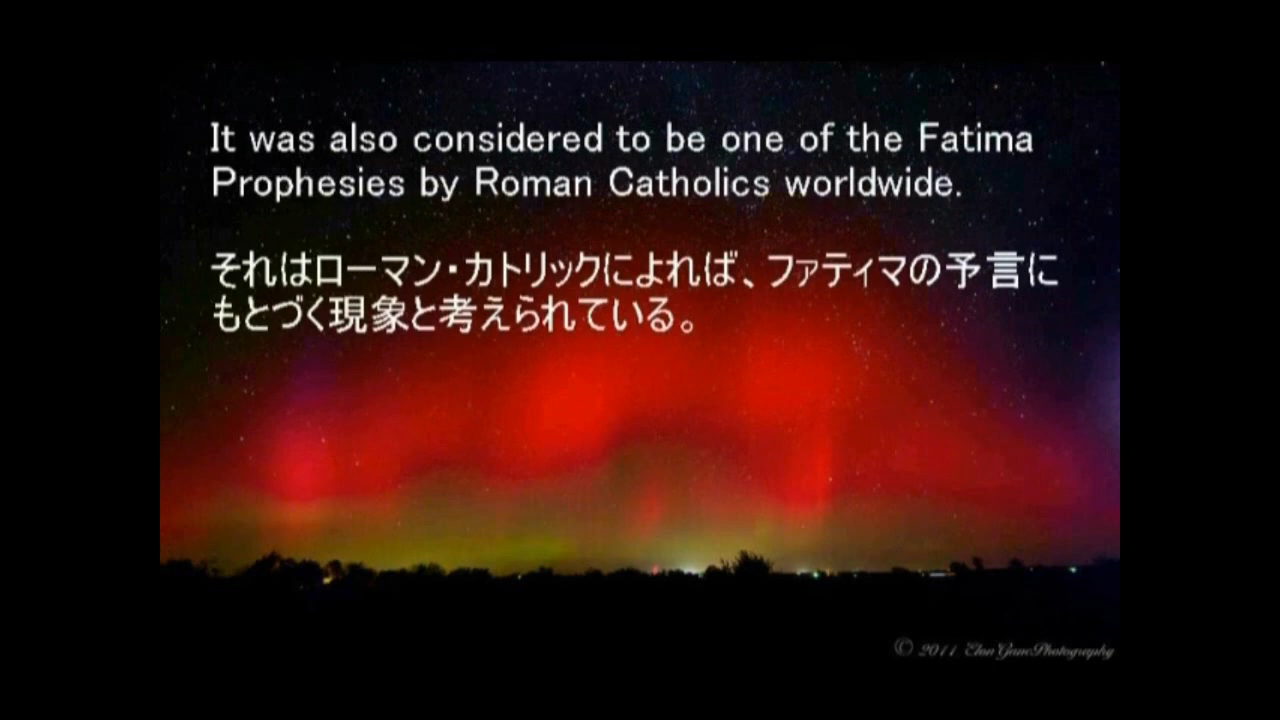 It was also considered to be one of the Fatima
Prophesies by Roman Catholics worldwide.
それはローマン・カトリックによれば、ファティマの予言に
もとづく現象と考えられている。
© 2011